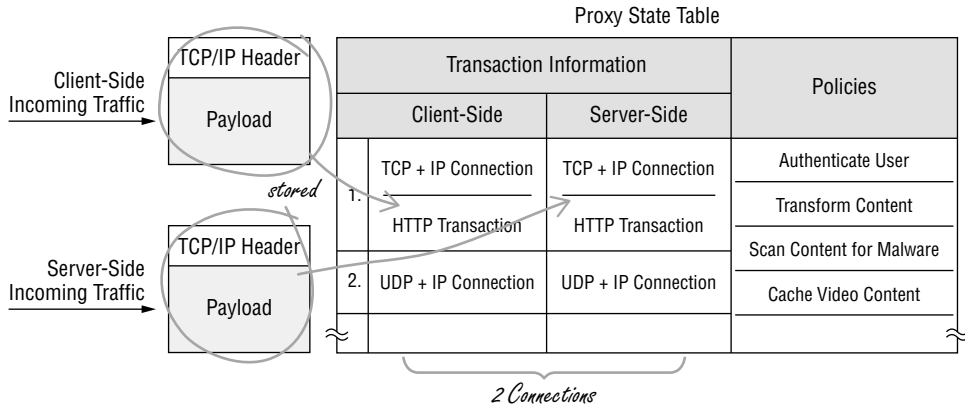 Proxy State Table
Client-Side
Incoming Traffic
TCP/IP Header
Payload
stored
Server-Side
Incoming Traffic
TCP/IP Header
Payload
Transaction Information
Policies
Client-Side
Server-Side
1.
TCP + IP Connection
TCP + IP Connection
HTTP Transaction
HTTP Transaction
2.
UDP + IP Connection
UDP + IP Connection
Authenticate User
Transform Content
Scan Content for Malware
Cache Video Content
2 Connections